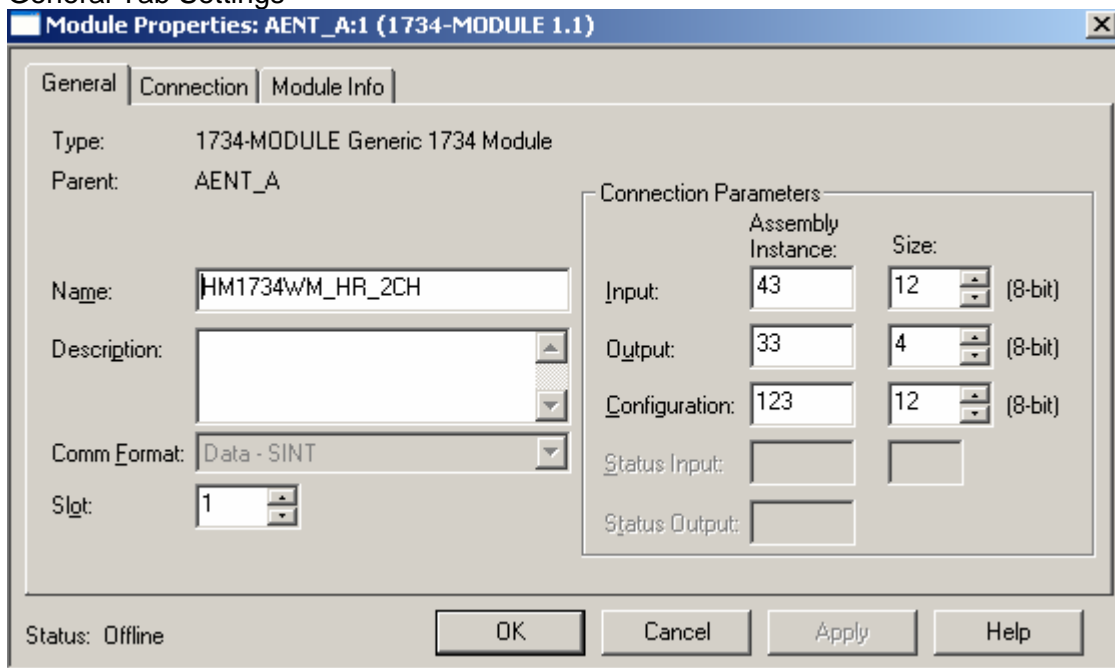 General Tab Settings
Module Properties: AENT_A:1 (1734-MODULE 1.1)
General
Connection
Module Info
Type: 1734-MODULE Generic 1734 Module
Parent: AENT_A
Name: HM1734WM_HR_2CH
Description:
Comm Format: Data - SINT
Slot: 1
Connection Parameters
Assembly
Instance: Size:
Input: 43 12 (8-bit)
Output: 33 4 (8-bit)
Configuration: 123 12 (8-bit)
Status Input:
Status Output:
Status: Offline
OK
Cancel
Apply
Help